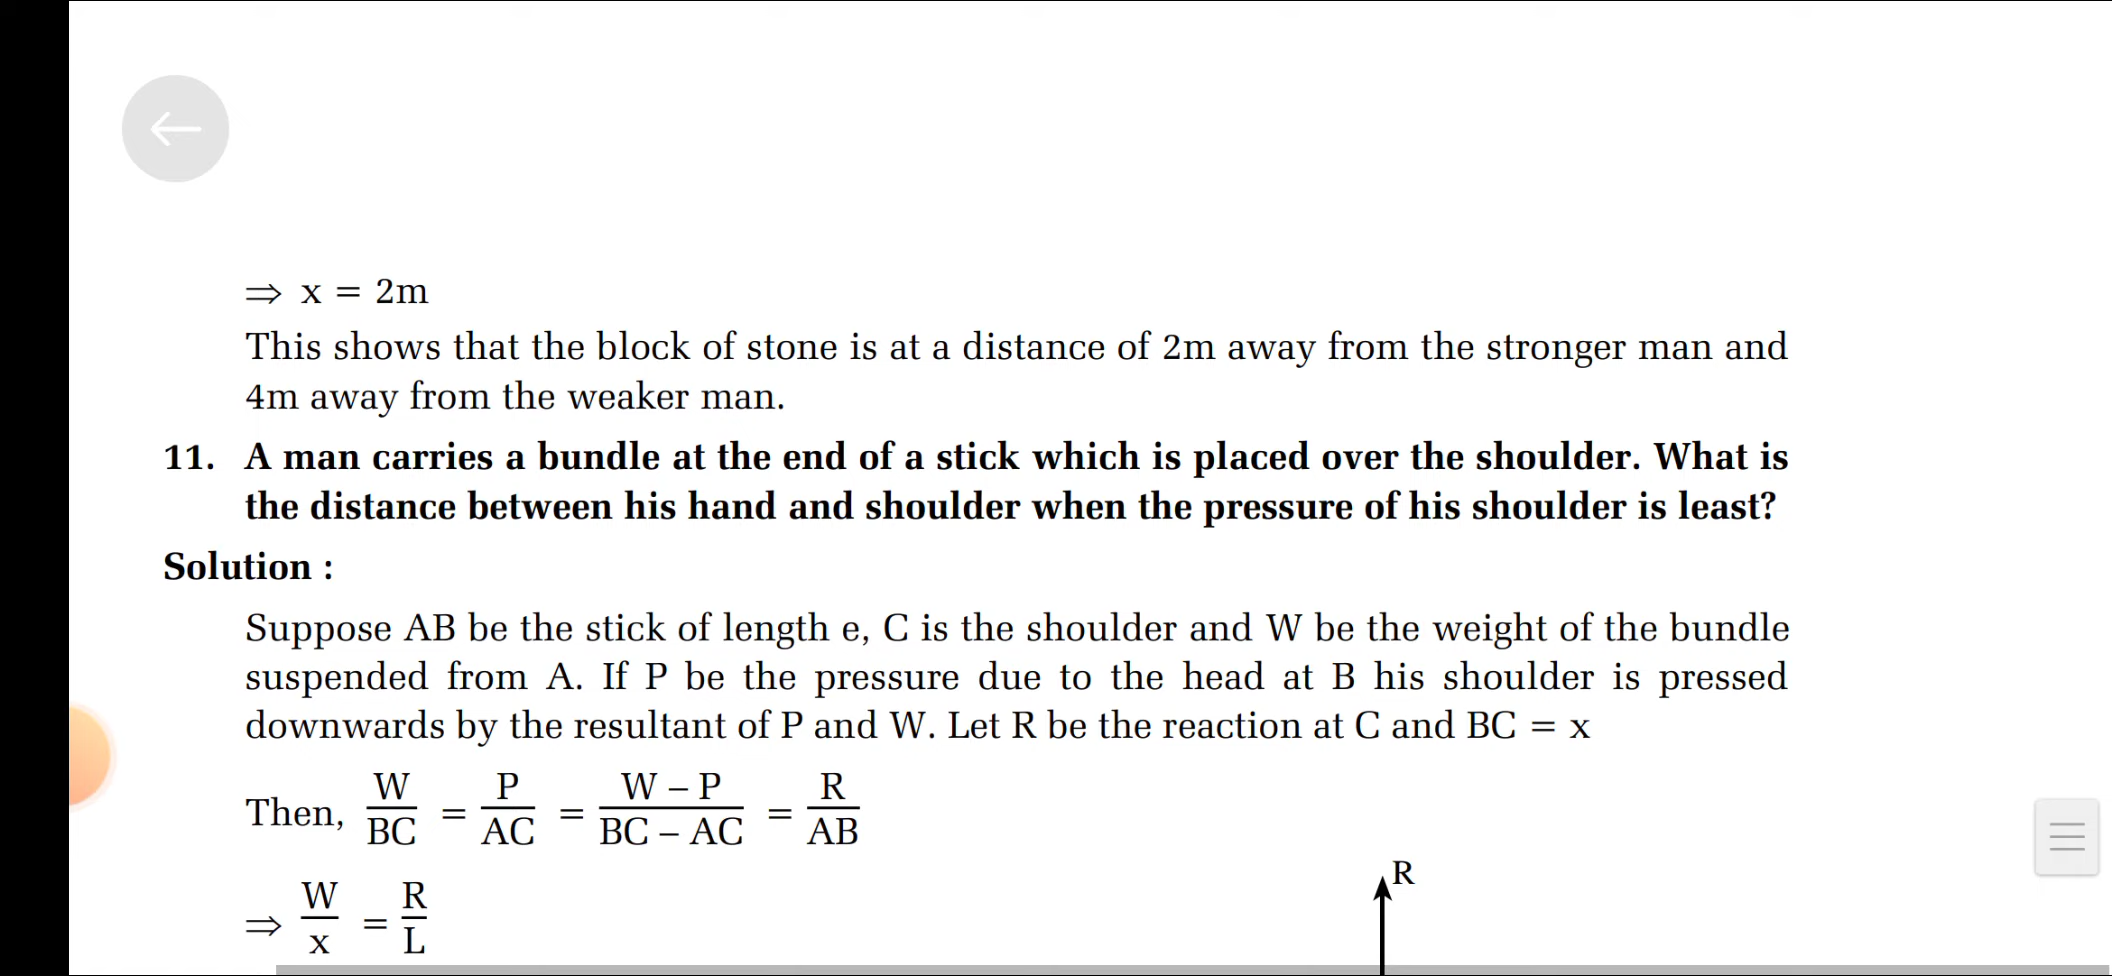 ⇒ x = 2m
This shows that the block of stone is at a distance of 2m away from the stronger man and
4m away from the weaker man.
11. A man carries a bundle at the end of a stick which is placed over the shoulder. What is
the distance between his hand and shoulder when the pressure of his shoulder is least?
Solution :
Suppose AB be the stick of length e, C is the shoulder and W be the weight of the bundle
suspended from A. If P be the pressure due to the head at B his shoulder is pressed
downwards by the resultant of P and W. Let R be the reaction at C and BC = x
Then, W/BC = P/AC = W – P/BC – AC = R/AB
R
⇒ W/x = R/L